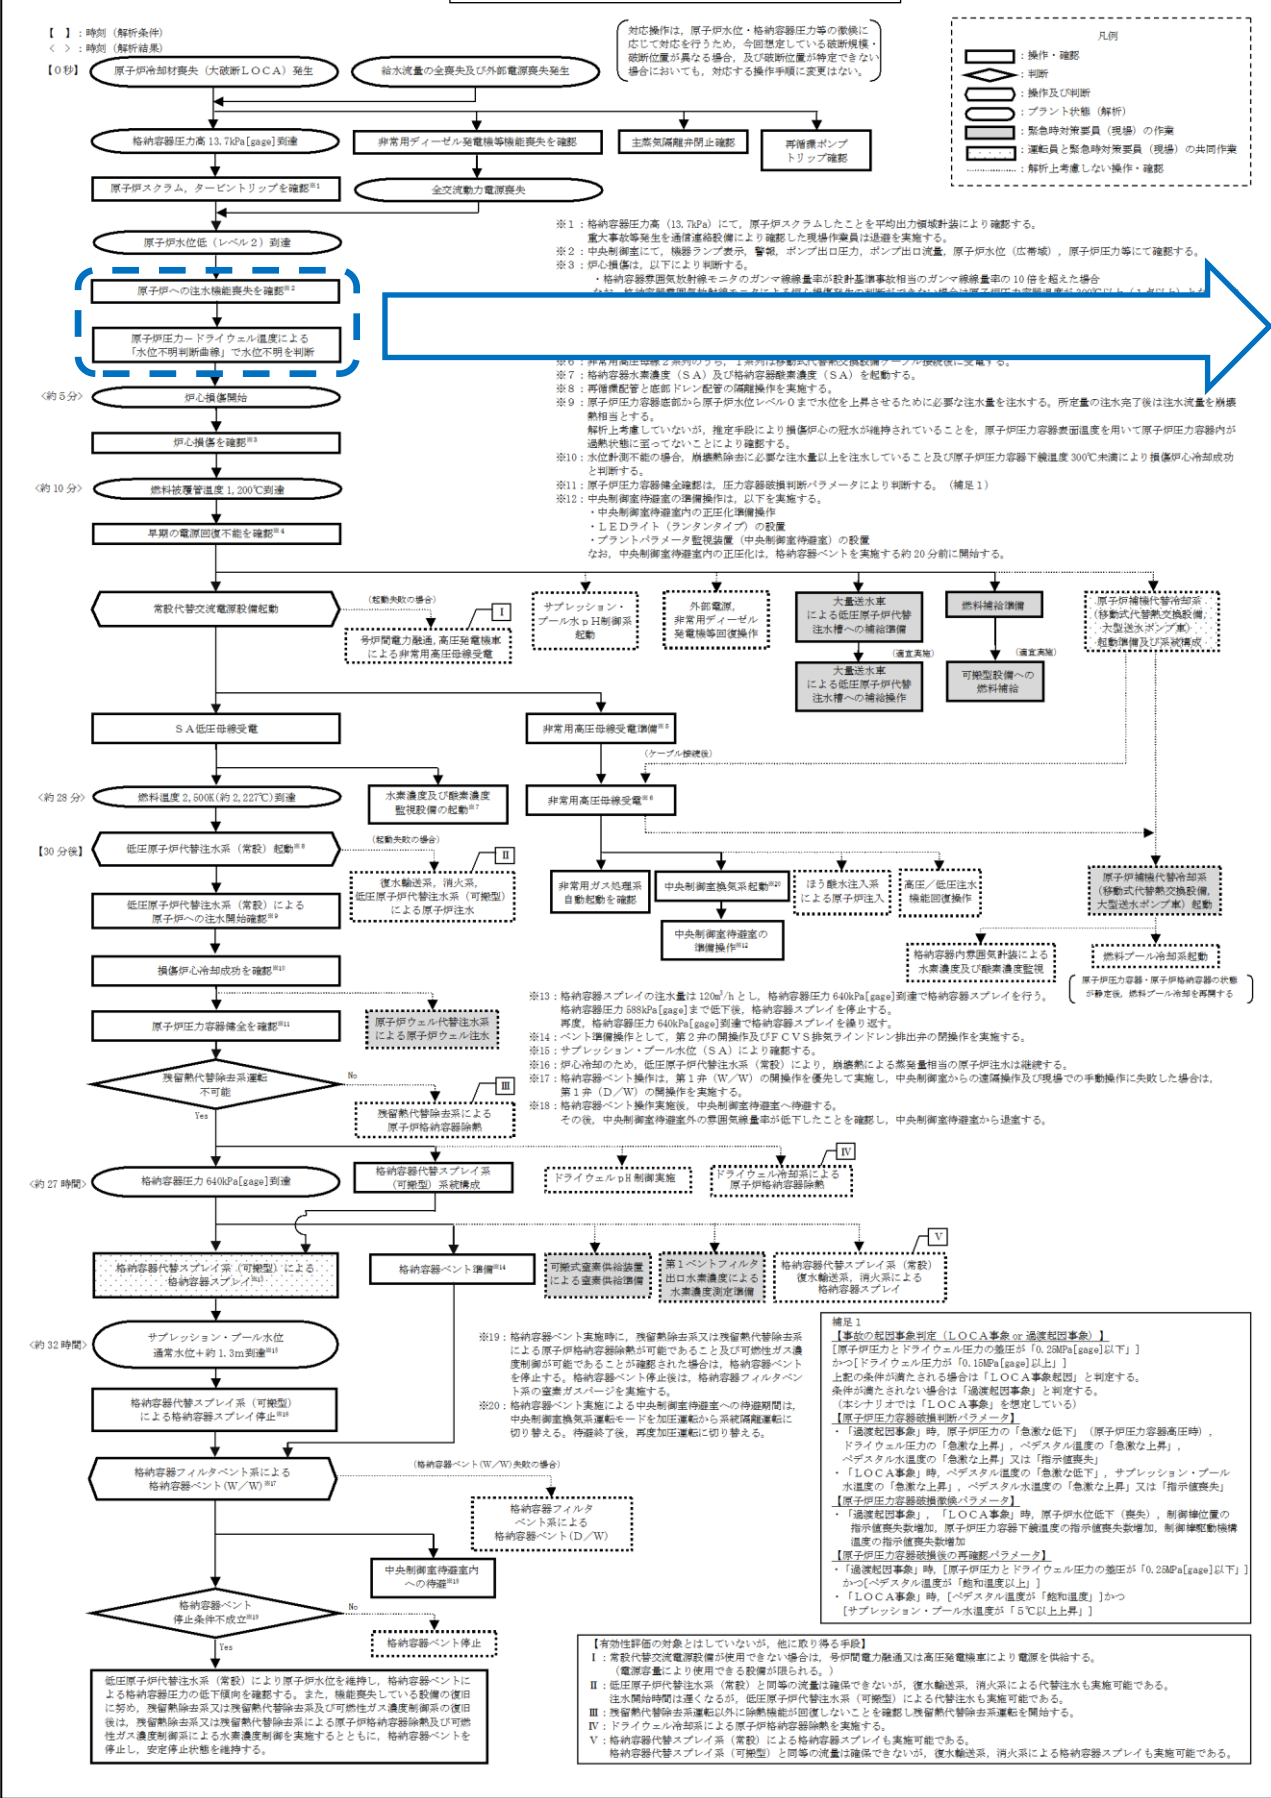 【　】：時刻（解析条件）
＜　＞：時刻（解析結果）
【0秒】
原子炉冷却材喪失（大破断ＬＯＣＡ）発生
給水流量の全喪失及び外部電源喪失発生
対応操作は，原子炉水位・格納容器圧力等の徴候に
応じて対応を行うため，今回想定している破断規模・
破断位置が異なる場合，及び破断位置が特定できない
場合においても，対応する操作手順に変更はない。
凡例
：操作・確認
：判断
：操作及び判断
：プラント状態（解析）
：緊急時対策要員（現場）の作業
：運転員と緊急時対策要員（現場）の共同作業
：解析上考慮しない操作・確認
格納容器圧力高 13.7kPa[gage]到達
非常用ディーゼル発電機等機能喪失を確認
主蒸気隔離弁閉止確認
再循環ポンプ
トリップ確認
原子炉スクラム，タービントリップを確認※1
全交流動力電源喪失
原子炉水位低（レベル２）到達
原子炉への注水機能喪失を確認※2
原子炉圧力－ドライウェル温度による
「水位不明判断曲線」で水位不明を判断
＜約５分＞
炉心損傷開始
炉心損傷を確認※3
＜約10分＞
燃料被覆管温度 1,200℃到達
早期の電源回復不能を確認※4
※１：格納容器圧力高（13.7kPa）にて，原子炉スクラムしたことを平均出力領域計装により確認する。
重大事故等発生を通信連絡設備により確認した現場作業員は退避を実施する。
※２：中央制御室にて，機器ランプ表示，警報，ポンプ出口圧力，ポンプ出口流量，原子炉水位（広帯域），原子炉圧力等にて確認する。
※３：炉心損傷は，以下により判断する。
・格納容器雰囲気放射線モニタのガンマ線線量率が設計基準事故相当のガンマ線線量率の10倍を超えた場合
なお，格納容器雰囲気放射線モニタによる炉心損傷発生の判断ができない場合は原子炉圧力容器温度が300℃以上（１点以上）とな
※６：非常用高圧母線２系列のうち，１系列は移動式代替熱交換設備ケーブル接続後に受電する。
※７：格納容器水素濃度（ＳＡ）及び格納容器酸素濃度（ＳＡ）を起動する。
※８：再循環配管と底部ドレン配管の隔離操作を実施する。
※９：原子炉圧力容器底部から原子炉水位レベル０まで水位を上昇させるために必要な注水量を注水する。所定量の注水完了後は注水流量を崩壊
熱相当とする。
解析上考慮していないが，推定手段により損傷炉心の冠水が維持されていることを，原子炉圧力容器表面温度を用いて原子炉圧力容器内が
過熱状態に至ってないことにより確認する。
※10：水位計測不能の場合，崩壊熱除去に必要な注水量以上を注水していること及び原子炉圧力容器下鏡温度 300℃未満により損傷炉心冷却成功
と判断する。
※11：原子炉圧力容器健全確認は，圧力容器破損判断パラメータにより判断する。（補足１）
※12：中央制御室待避室の準備操作は，以下を実施する。
・中央制御室待避室内の正圧化準備操作
・ＬＥＤライト（ランタンタイプ）の設置
・プラントパラメータ監視装置（中央制御室待避室）の設置
なお，中央制御室待避室内の正圧化は，格納容器ベントを実施する約20分前に開始する。
常設代替交流電源設備起動
（起動失敗の場合）
Ⅰ
号炉間電力融通，高圧発電機車
による非常用高圧母線受電
サプレッション・
プール水ｐＨ制御系
起動
外部電源，
非常用ディーゼル
発電機等回復操作
大量送水車
による低圧原子炉代替
注水槽への補給準備
燃料補給準備
原子炉補機代替冷却系
（移動式代替熱交換設備，
大型送水ポンプ車）
起動準備及び系統構成
（適宜実施）
（適宜実施）
大量送水車
による低圧原子炉代替
注水槽への補給操作
可搬型設備への
燃料補給
ＳＡ低圧母線受電
非常用高圧母線受電準備※5
（ケーブル接続後）
＜約28分＞
燃料温度 2,500K(約 2,227℃)到達
水素濃度及び酸素濃度
監視設備の起動※7
非常用高圧母線受電※6
【30分後】
低圧原子炉代替注水系（常設）起動※8
（起動失敗の場合）
Ⅱ
復水輸送系，消火系，
低圧原子炉代替注水系（可搬型）
による原子炉注水
非常用ガス処理系
自動起動を確認
中央制御室換気系起動※20
ほう酸水注入系
による原子炉注入
高圧／低圧注水
機能回復操作
原子炉補機代替冷却系
（移動式代替熱交換設備，
大型送水ポンプ車）起動
低圧原子炉代替注水系（常設）による
原子炉への注水開始確認※9
中央制御室待避室の
準備操作※12
格納容器内雰囲気計装による
水素濃度及び酸素濃度監視
燃料プール冷却系起動
原子炉圧力容器・原子炉格納容器の状態
が静定後，燃料プール冷却を再開する
損傷炉心冷却成功を確認※10
原子炉圧力容器健全を確認※11
原子炉ウェル代替注水系
による原子炉ウェル注水
※13：格納容器スプレイの注水量は 120m³/h とし，格納容器圧力 640kPa[gage]到達で格納容器スプレイを行う。
格納容器圧力 588kPa[gage]まで低下後，格納容器スプレイを停止する。
再度，格納容器圧力 640kPa[gage]到達で格納容器スプレイを繰り返す。
※14：ベント準備操作として，第２弁の開操作及びＦＣＶＳ排気ラインドレン排出弁の閉操作を実施する。
※15：サプレッション・プール水位（ＳＡ）により確認する。
※16：炉心冷却のため，低圧原子炉代替注水系（常設）により，崩壊熱による蒸発量相当の原子炉注水は継続する。
※17：格納容器ベント操作は，第１弁（Ｗ／Ｗ）の開操作を優先して実施し，中央制御室からの遠隔操作及び現場での手動操作に失敗した場合は，
第１弁（Ｄ／Ｗ）の開操作を実施する。
※18：格納容器ベント操作実施後，中央制御室待避室へ待避する。
その後，中央制御室待避室外の雰囲気線量率が低下したことを確認し，中央制御室待避室から退室する。
残留熱代替除去系運転
不可能
No
Yes
Ⅲ
残留熱代替除去系による
原子炉格納容器除熱
＜約27時間＞
格納容器圧力 640kPa[gage]到達
格納容器代替スプレイ系
（可搬型）系統構成
ドライウェルｐＨ制御実施
Ⅳ
ドライウェル冷却系による
原子炉格納容器除熱
格納容器代替スプレイ系（可搬型）による
格納容器スプレイ※13
格納容器ベント準備※14
可搬式窒素供給装置
による窒素供給準備
第１ベントフィルタ
出口水素濃度による
水素濃度測定準備
Ⅴ
格納容器代替スプレイ系（常設）
復水輸送系，消火系による
格納容器スプレイ
＜約32時間＞
サプレッション・プール水位
通常水位＋約 1.3m到達※15
格納容器代替スプレイ系（可搬型）
による格納容器スプレイ停止※16
※19：格納容器ベント実施時に，残留熱除去系又は残留熱代替除去系
による原子炉格納容器除熱が可能であること及び可燃性ガス濃
度制御が可能であることが確認された場合は，格納容器ベント
を停止する。格納容器ベント停止後は，格納容器フィルタベン
ト系の窒素ガスパージを実施する。
※20：格納容器ベント実施による中央制御室待避室への待避期間は，
中央制御室換気系運転モードを加圧運転から系統隔離運転に
切り替える。待避終了後，再度加圧運転に切り替える。
格納容器フィルタベント系による
格納容器ベント(Ｗ／Ｗ)※17
（格納容器ベント(Ｗ／Ｗ)失敗の場合）
格納容器フィルタ
ベント系による
格納容器ベント(Ｄ／Ｗ)
中央制御室待避室内
への待避※18
格納容器ベント
停止条件不成立※19
No
Yes
格納容器ベント停止
低圧原子炉代替注水系（常設）により原子炉水位を維持し，格納容器ベントに
よる格納容器圧力の低下傾向を確認する。また，機能喪失している設備の復旧
に努め，残留熱除去系又は残留熱代替除去系及び可燃性ガス濃度制御系の復旧
後は，残留熱除去系又は残留熱代替除去系による原子炉格納容器除熱及び可燃
性ガス濃度制御系による水素濃度制御を実施するとともに，格納容器ベントを
停止し，安定停止状態を維持する。
補足１
【事故の起因事象判定（ＬＯＣＡ事象 or 過渡起因事象）】
[原子炉圧力とドライウェル圧力の差圧が「0.25MPa[gage]以下」]
かつ[ドライウェル圧力が「0.15MPa[gage]以上」]
上記の条件が満たされる場合は「ＬＯＣＡ事象起因」と判定する。
条件が満たされない場合は「過渡起因事象」と判定する。
（本シナリオでは「ＬＯＣＡ事象」を想定している）
【原子炉圧力容器破損判断パラメータ】
・「過渡起因事象」時，原子炉圧力の「急激な低下」（原子炉圧力容器高圧時），
ドライウェル圧力の「急激な上昇」，ペデスタル温度の「急激な上昇」，
ペデスタル水温度の「急激な上昇」又は「指示値喪失」
・「ＬＯＣＡ事象」時，ペデスタル温度の「急激な低下」，サプレッション・プール
水温度の「急激な上昇」，ペデスタル水温度の「急激な上昇」又は「指示値喪失」
【原子炉圧力容器破損徴候パラメータ】
・「過渡起因事象」，「ＬＯＣＡ事象」時，原子炉水位低下（喪失），制御棒位置の
指示値喪失数増加，原子炉圧力容器下鏡温度の指示値喪失数増加，制御棒駆動機構
温度の指示値喪失数増加
【原子炉圧力容器破損後の再確認パラメータ】
・「過渡起因事象」時，[原子炉圧力とドライウェル圧力の差圧が「0.25MPa[gage]以下」]
かつ[ペデスタル温度が「飽和温度以上」]
・「ＬＯＣＡ事象」時，[ペデスタル温度が「飽和温度」]かつ
[サプレッション・プール水温度が「５℃以上上昇」]
【有効性評価の対象とはしていないが，他に取り得る手段】
Ⅰ：常設代替交流電源設備が使用できない場合は，号炉間電力融通又は高圧発電機車により電源を供給する。
（電源容量により使用できる設備が限られる。）
Ⅱ：低圧原子炉代替注水系（常設）と同等の流量は確保できないが，復水輸送系，消火系による代替注水も実施可能である。
注水開始時間は遅くなるが，低圧原子炉代替注水系（可搬型）による代替注水も実施可能である。
Ⅲ：残留熱代替除去系運転以外に除熱機能が回復しないことを確認し残留熱代替除去系運転を開始する。
Ⅳ：ドライウェル冷却系による原子炉格納容器除熱を実施する。
Ⅴ：格納容器代替スプレイ系（常設）による格納容器スプレイも実施可能である。
格納容器代替スプレイ系（可搬型）と同等の流量は確保できないが，復水輸送系，消火系による格納容器スプレイも実施可能である。